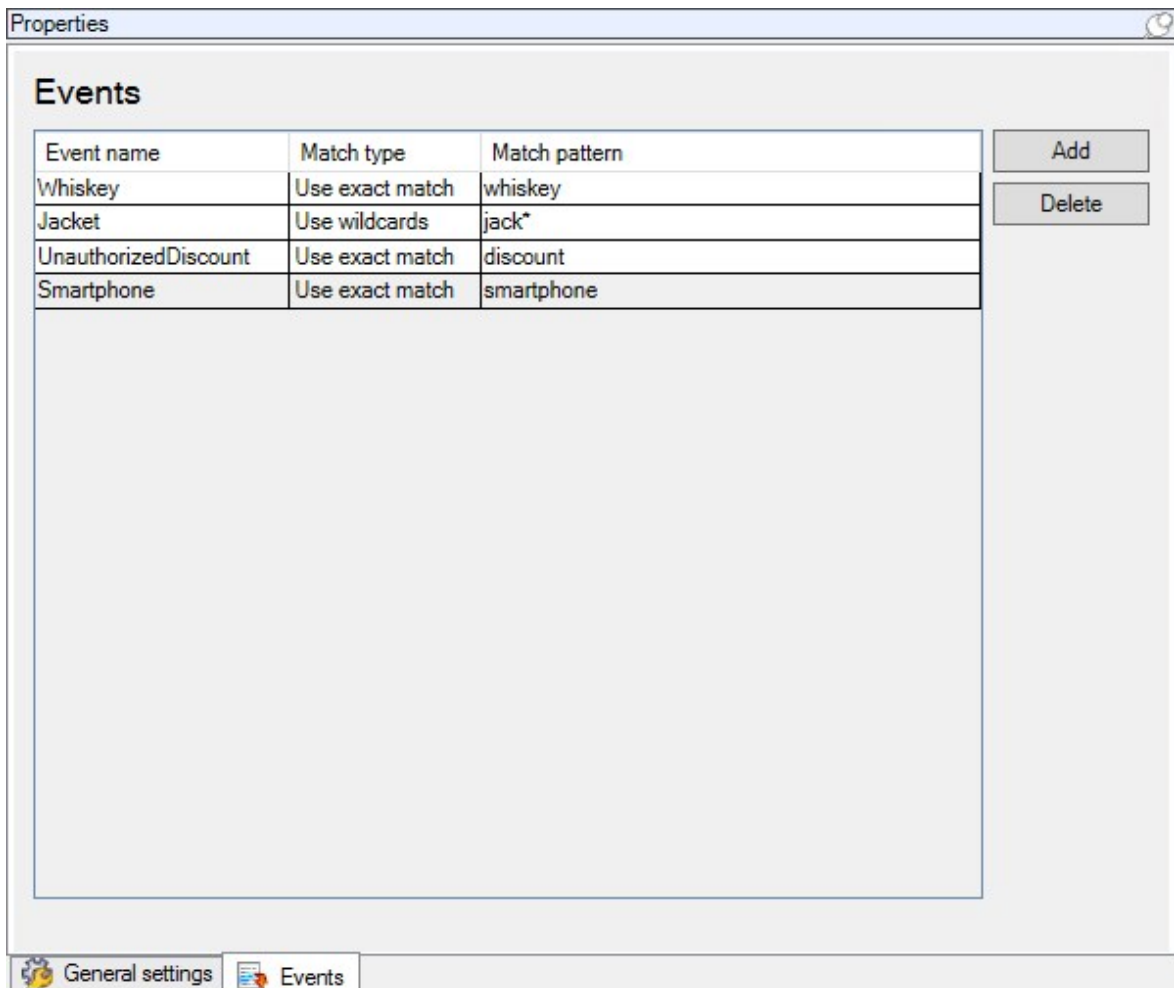 Properties
Events
Event name Match type Match pattern
Whiskey Use exact match whiskey
Jacket Use wildcards jack*
UnauthorizedDiscount Use exact match discount
Smartphone Use exact match smartphone
Add
Delete
General settings Events